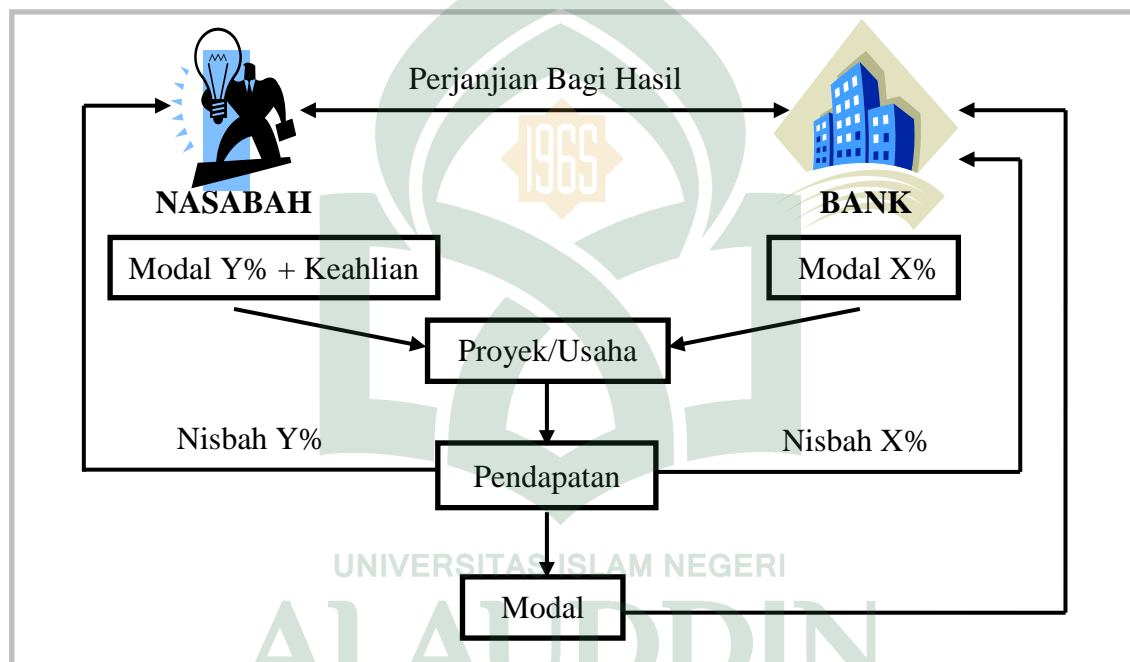 Perjanjian Bagi Hasil
1965
NASABAH
BANK
Modal Y% + Keahlian
Modal X%
Proyek/Usaha
Nisbah Y%
Nisbah X%
Pendapatan
UNIVERSITAS ISLAM NEGERI
Modal
ALAUDDIN